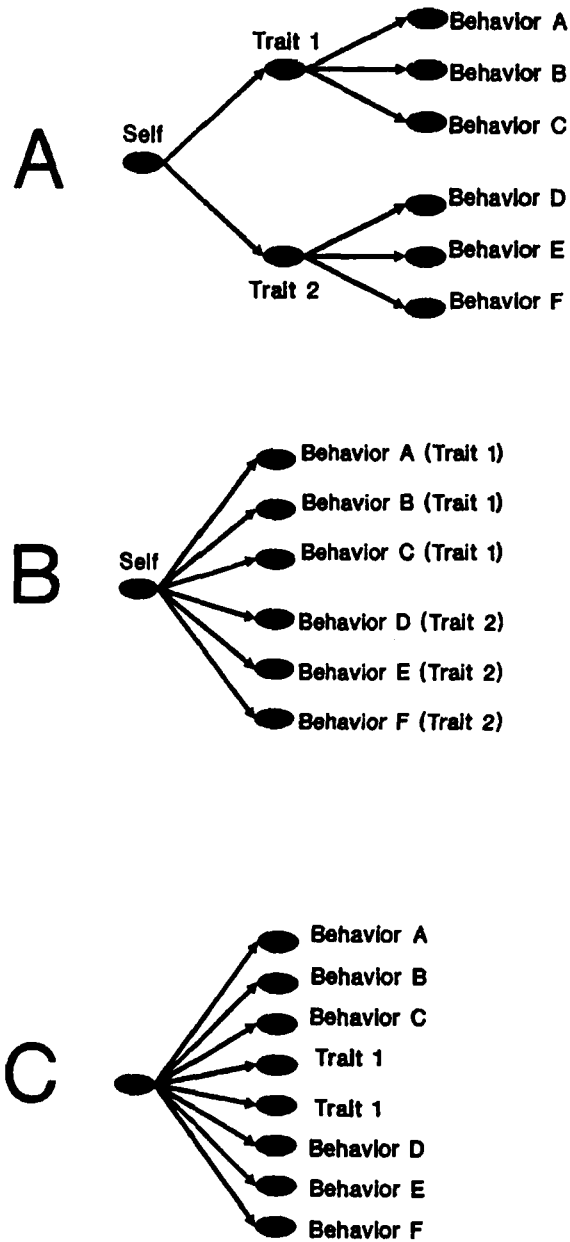 A
Self
Trait 1
Behavior A
Behavior B
Behavior C
Trait 2
Behavior D
Behavior E
Behavior F
B
Self
Behavior A (Trait 1)
Behavior B (Trait 1)
Behavior C (Trait 1)
Behavior D (Trait 2)
Behavior E (Trait 2)
Behavior F (Trait 2)
C
Behavior A
Behavior B
Behavior C
Trait 1
Trait 1
Behavior D
Behavior E
Behavior F